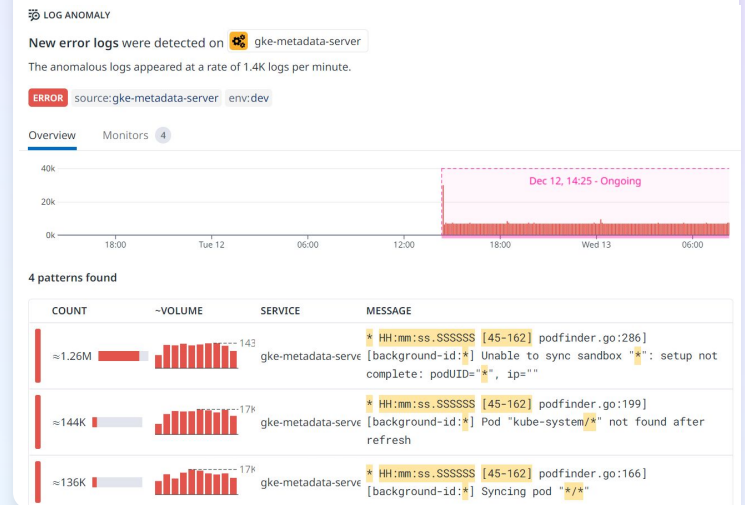 LOG ANOMALY
New error logs were detected on gke-metadata-server
The anomalous logs appeared at a rate of 1.4K logs per minute.
ERROR source:gke-metadata-server env:dev
Overview Monitors 4
40k
Dec 12, 14:25 - Ongoing
20k
0k
18:00 Tue 12 06:00 12:00 18:00 Wed 13 06:00
4 patterns found
COUNT ~VOLUME SERVICE MESSAGE
≈1.26M 143 gke-metadata-serve
* HH:mm:ss.SSSSSS [45-162] podfinder.go:286]
[background-id:*] Unable to sync sandbox "*": setup not
complete: podUID="*", ip=""
≈144K 17K gke-metadata-serve
* HH:mm:ss.SSSSSS [45-162] podfinder.go:199]
[background-id:*] Pod "kube-system/*" not found after
refresh
≈136K 17K gke-metadata-serve
* HH:mm:ss.SSSSSS [45-162] podfinder.go:166]
[background-id:*] Syncing pod "*/*"